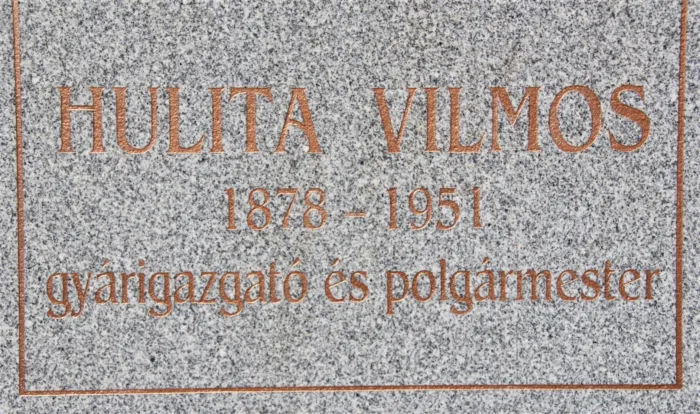 HULITA VILMOS
1878 - 1951
gyárigazgató és polgármester